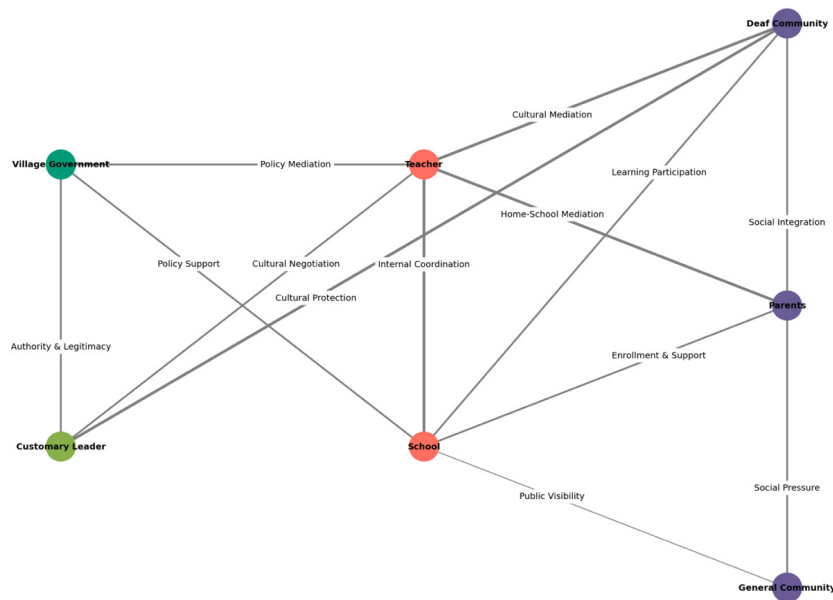 Deaf Community
Cultural Mediation
Village Government
Policy Mediation
Teacher
Learning Participation
Home-School Mediation
Social Integration
Policy Support
Cultural Negotiation
Internal Coordination
Cultural Protection
Parents
Authority & Legitimacy
Enrollment & Support
Customary Leader
School
Social Pressure
Public Visibility
General Community